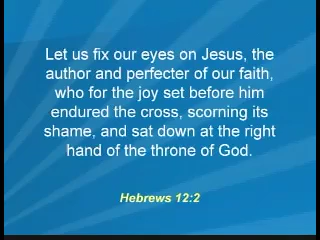 Let us fix our eyes on Jesus, the
author and perfecter of our faith,
who for the joy set before him
endured the cross, scorning its
shame, and sat down at the right
hand of the throne of God.
Hebrews 12:2